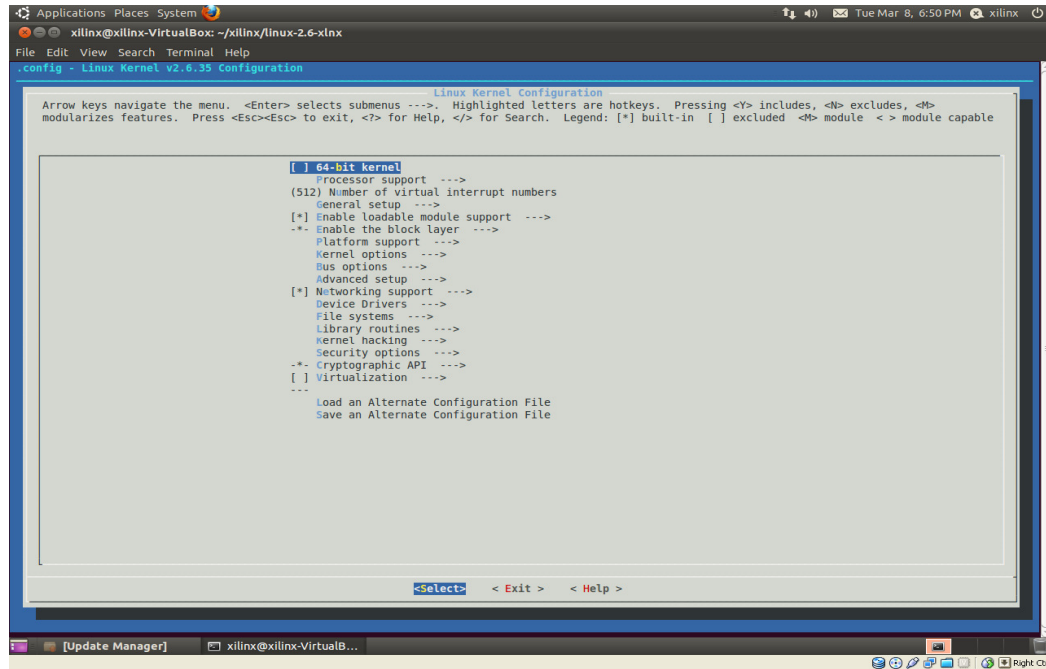 Applications Places System Tue Mar 8, 6:50 PM xilinx
xilinx@xilinx-VirtualBox: ~/xilinx/linux-2.6-xlnx
File Edit View Search Terminal Help
.config - Linux Kernel v2.6.35 Configuration
Linux Kernel Configuration
Arrow keys navigate the menu. <Enter> selects submenus --->. Highlighted letters are hotkeys. Pressing <Y> includes, <N> excludes, <M>
modularizes features. Press <Esc><Esc> to exit, <?> for Help, </> for Search. Legend: [*] built-in [ ] excluded <M> module < > module capable
[ ] 64-bit kernel
Processor support --->
(512) Number of virtual interrupt numbers
General setup --->
[*] Enable loadable module support --->
-*- Enable the block layer --->
Platform support --->
Kernel options --->
Bus options --->
Advanced setup --->
[*] Networking support --->
Device Drivers --->
File systems --->
Library routines --->
Kernel hacking --->
Security options --->
-*- Cryptographic API --->
[ ] Virtualization --->
---
Load an Alternate Configuration File
Save an Alternate Configuration File
<Select> < Exit > < Help >
[Update Manager] xilinx@xilinx-VirtualB...
Right Ct